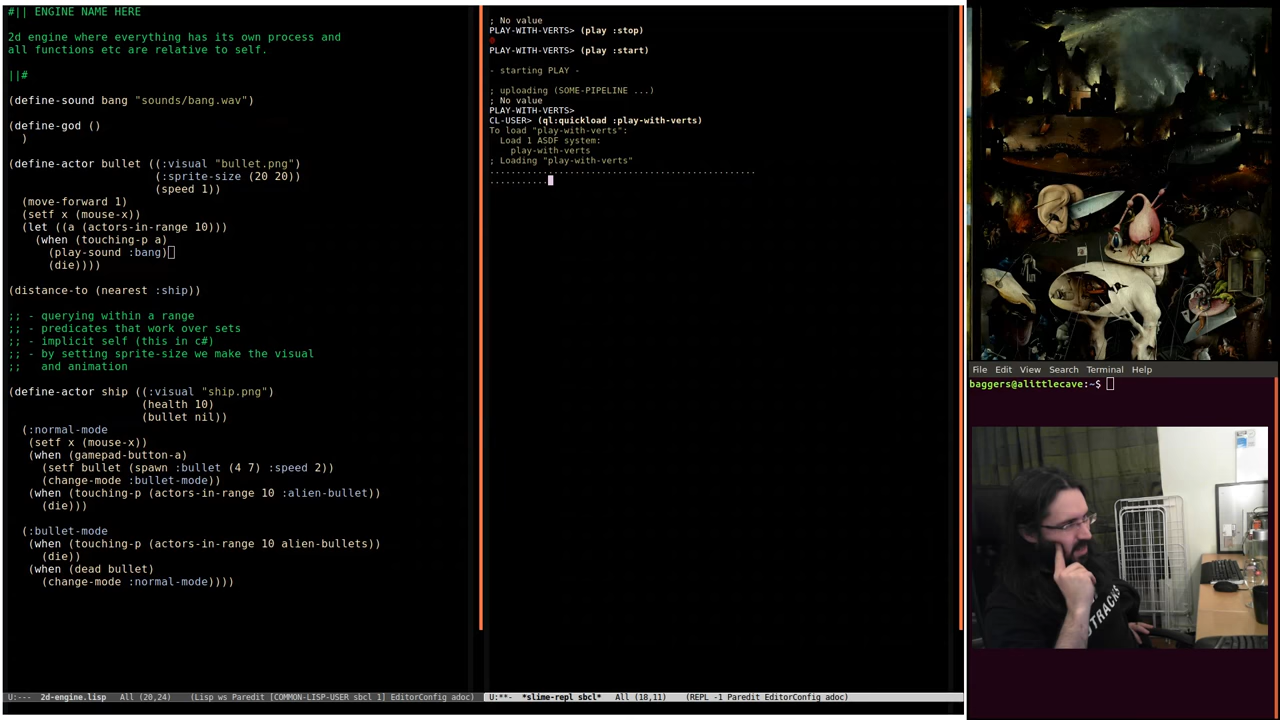 #|| ENGINE NAME HERE
2d engine where everything has its own process and
all functions etc are relative to self.
||#
(define-sound bang "sounds/bang.wav")
(define-god ()
)
(define-actor bullet ((:visual "bullet.png")
(:sprite-size (20 20))
(speed 1))
(move-forward 1)
(setf x (mouse-x))
(let ((a (actors-in-range 10)))
(when (touching-p a)
(play-sound :bang)
(die))))
(distance-to (nearest :ship))
;; - querying within a range
;; - predicates that work over sets
;; - implicit self (this in c#)
;; - by setting sprite-size we make the visual
;;   and animation
(define-actor ship ((:visual "ship.png")
(health 10)
(bullet nil))
(:normal-mode
(setf x (mouse-x))
(when (gamepad-button-a)
(setf bullet (spawn :bullet (4 7) :speed 2))
(change-mode :bullet-mode))
(when (touching-p (actors-in-range 10 :alien-bullet))
(die)))
(:bullet-mode
(when (touching-p (actors-in-range 10 alien-bullets))
(die))
(when (dead bullet)
(change-mode :normal-mode))))
U:---  2d-engine.lisp   All (20,24)    (Lisp ws Paredit [COMMON-LISP-USER sbcl 1] EditorConfig adoc)
; No value
PLAY-WITH-VERTS> (play :stop)
0
PLAY-WITH-VERTS> (play :start)
- starting PLAY -
; uploading (SOME-PIPELINE ...)
; No value
PLAY-WITH-VERTS>
CL-USER> (ql:quickload :play-with-verts)
To load "play-with-verts":
Load 1 ASDF system:
play-with-verts
; Loading "play-with-verts"
..................................................
...........
U:**-  *slime-repl sbcl*   All (18,11)    (REPL -1 Paredit EditorConfig adoc)
File Edit View Search Terminal Help
baggers@alittlecave:~$
UTRACKS